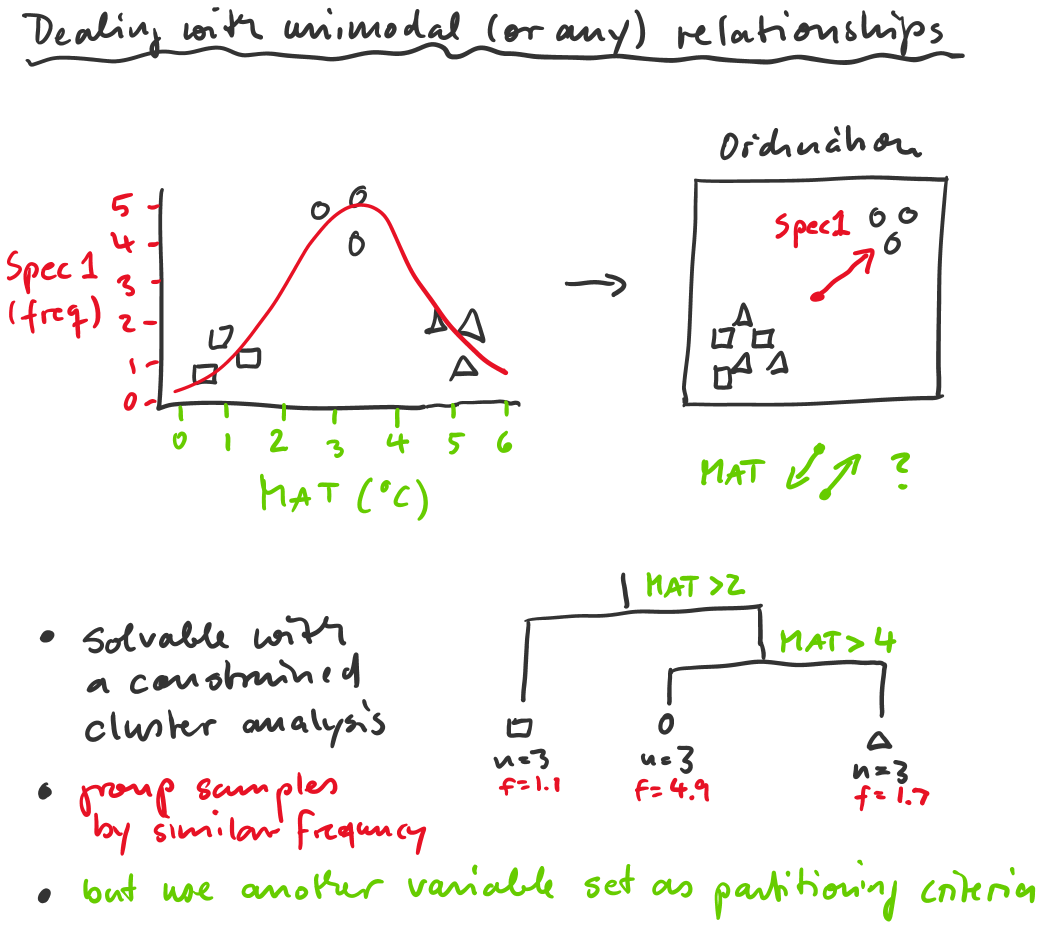 Dealing with unimodal (or any) relationships
Ordination
Spec 1
(freq)
5
4
3
2
1
0
0 1 2 3 4 5 6
MAT (°C)
Spec1
MAT ?
MAT >2
MAT > 4
n=3
f=1.1
n=3
f=4.9
n=3
f=1.7
• Solvable with
a constrained
cluster analysis
• group samples
by similar frequncy
• but use another variable set as partitioning criteria